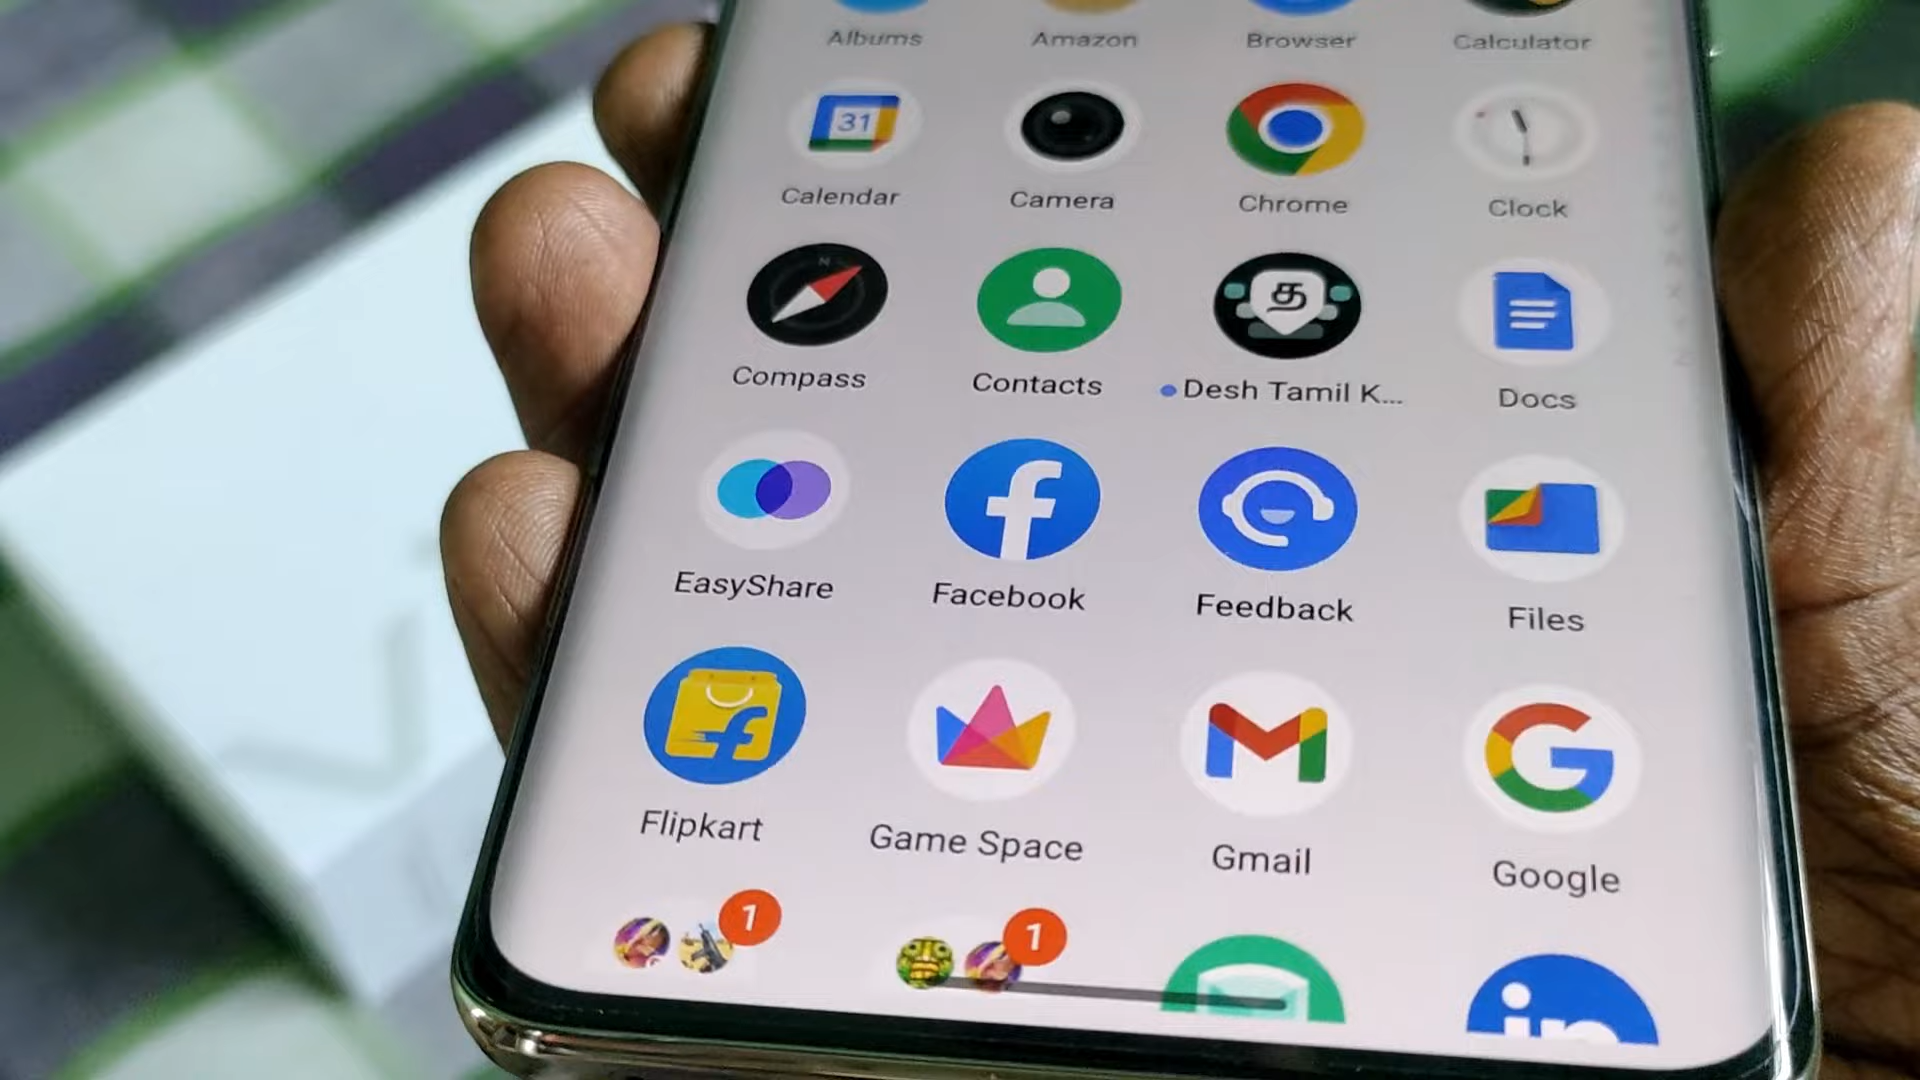 Albums Amazon Browser Calculator
31
Calendar Camera Chrome Clock
N
த
Compass Contacts Desh Tamil K... Docs
f
EasyShare Facebook Feedback Files
f M G
Flipkart Game Space Gmail Google
1 1
in